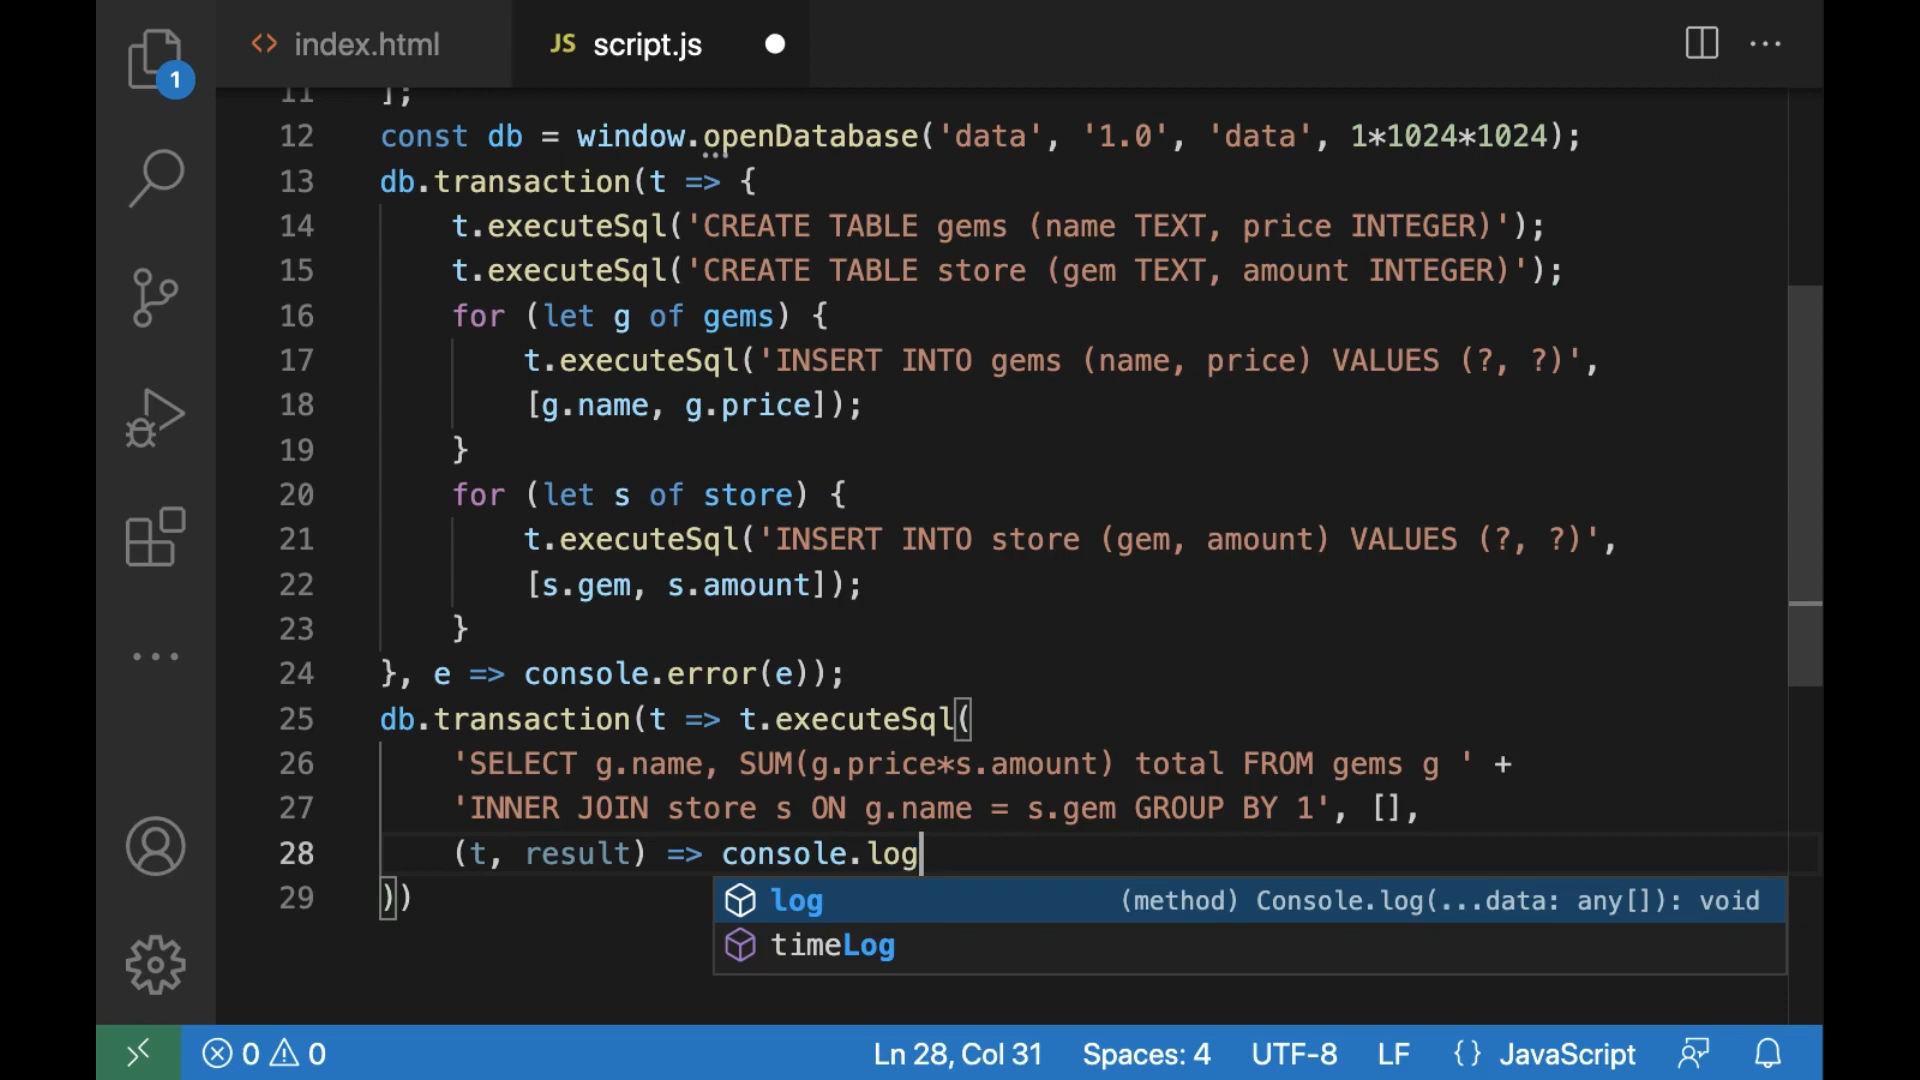 index.html
JS script.js
1
11 ];
12 const db = window.openDatabase('data', '1.0', 'data', 1*1024*1024);
13 db.transaction(t => {
14 t.executeSql('CREATE TABLE gems (name TEXT, price INTEGER)');
15 t.executeSql('CREATE TABLE store (gem TEXT, amount INTEGER)');
16 for (let g of gems) {
17 t.executeSql('INSERT INTO gems (name, price) VALUES (?, ?)',
18 [g.name, g.price]);
19 }
20 for (let s of store) {
21 t.executeSql('INSERT INTO store (gem, amount) VALUES (?, ?)',
22 [s.gem, s.amount]);
23 }
24 }, e => console.error(e));
25 db.transaction(t => t.executeSql(
26 'SELECT g.name, SUM(g.price*s.amount) total FROM gems g ' +
27 'INNER JOIN store s ON g.name = s.gem GROUP BY 1', [],
28 (t, result) => console.log
29 ))
log (method) Console.log(...data: any[]): void
timeLog
0 0 Ln 28, Col 31 Spaces: 4 UTF-8 LF {} JavaScript